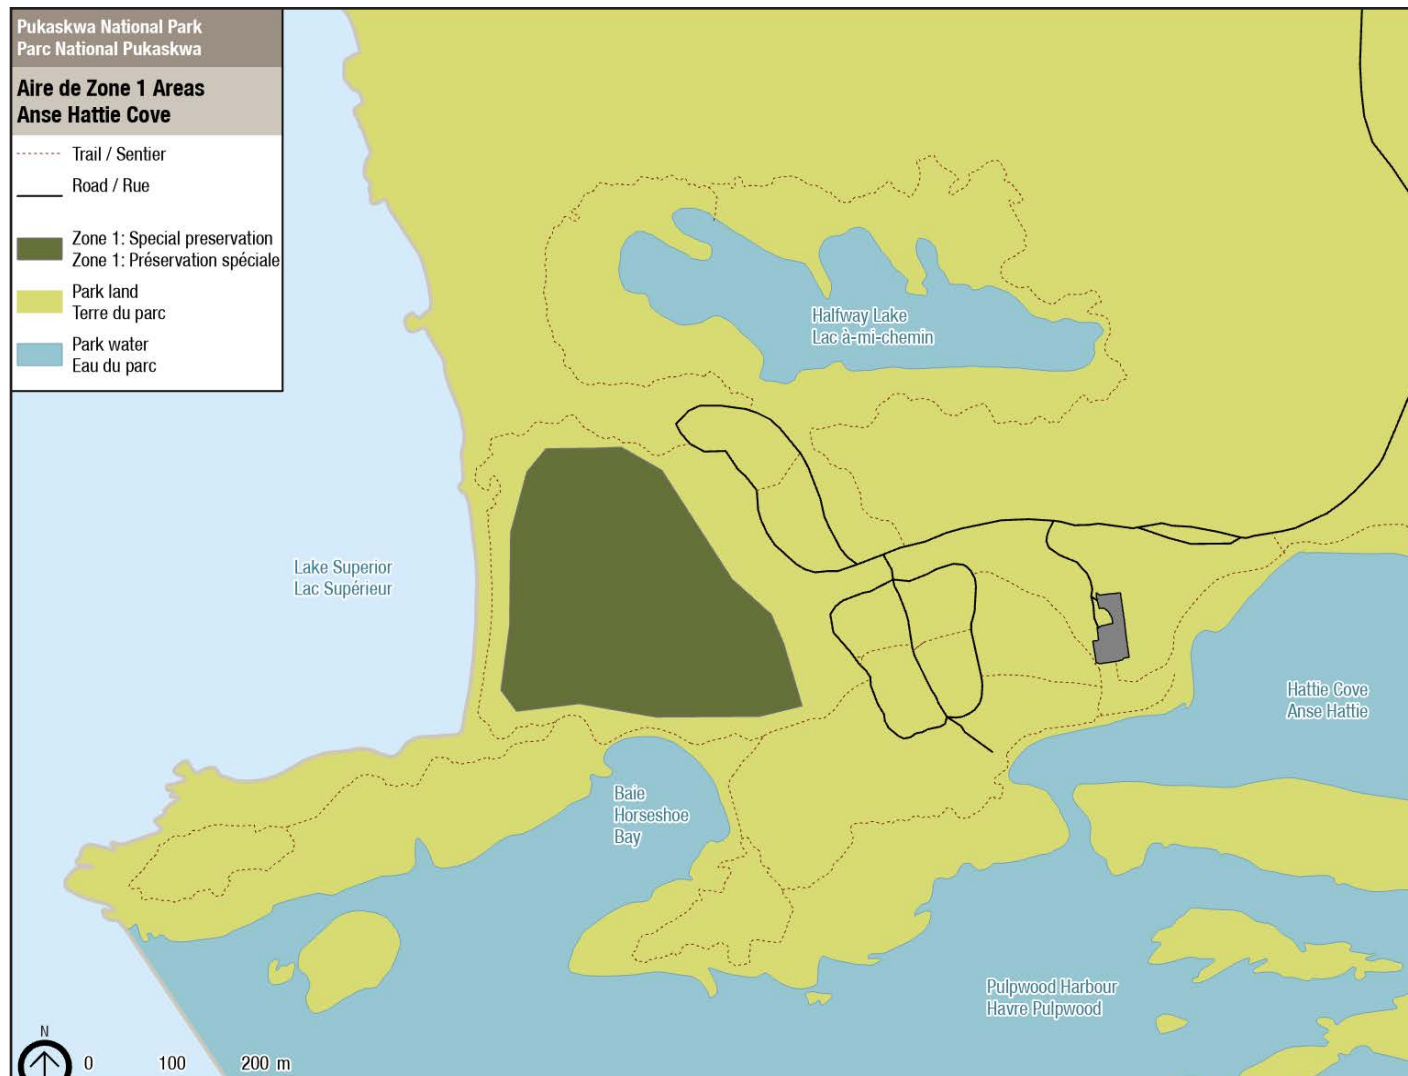 Pukaskwa National Park
Parc National Pukaskwa
Aire de Zone 1 Areas
Anse Hattie Cove
Trail / Sentier
Road / Rue
Zone 1: Special preservation
Zone 1: Préservation spéciale
Park land
Terre du parc
Park water
Eau du parc
Halfway Lake
Lac à-mi-chemin
Lake Superior
Lac Supérieur
Hattie Cove
Anse Hattie
Baie
Horseshoe
Bay
Pulpwood Harbour
Havre Pulpwood
N
0 100 200 m